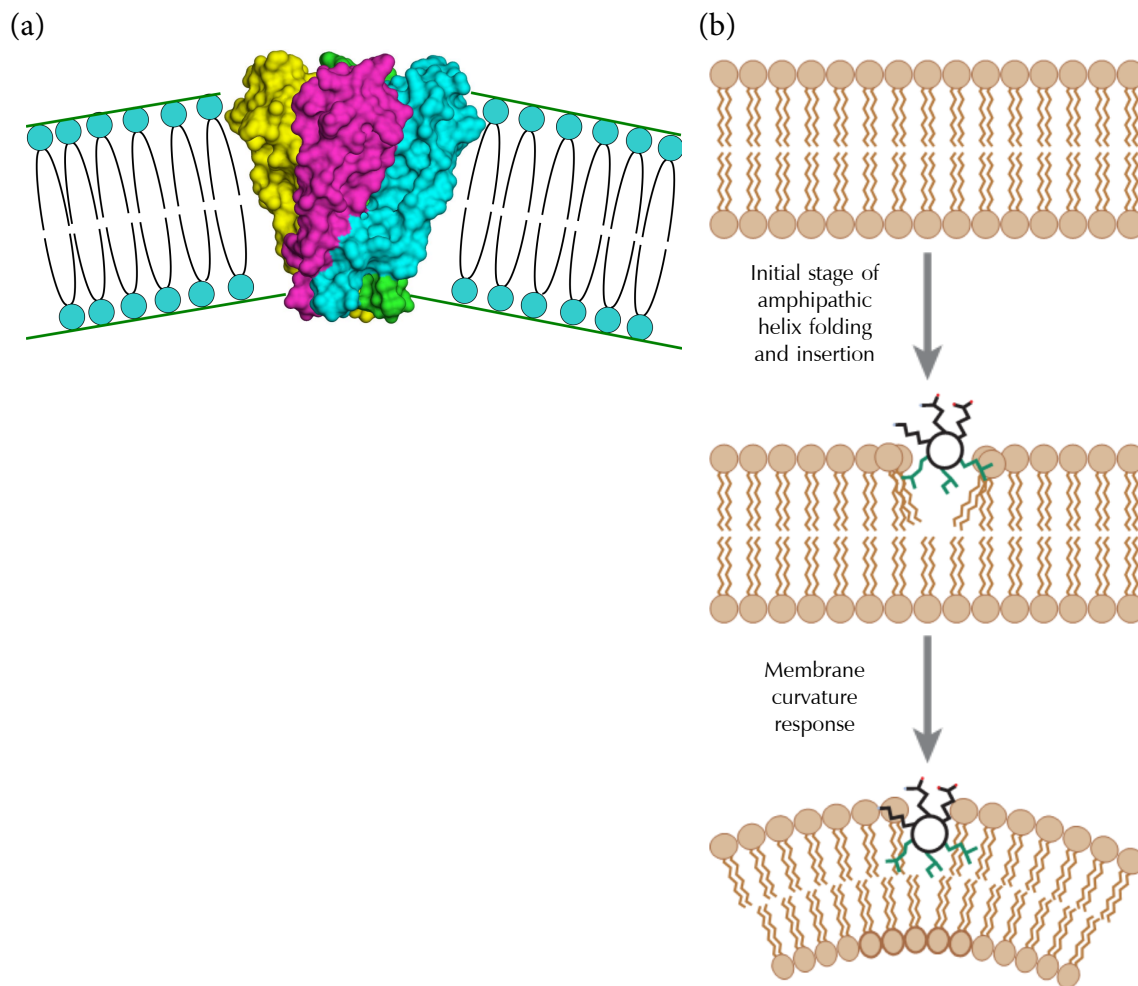 (a)
(b)
Initial stage of
amphipathic
helix folding
and insertion
Membrane
curvature
response